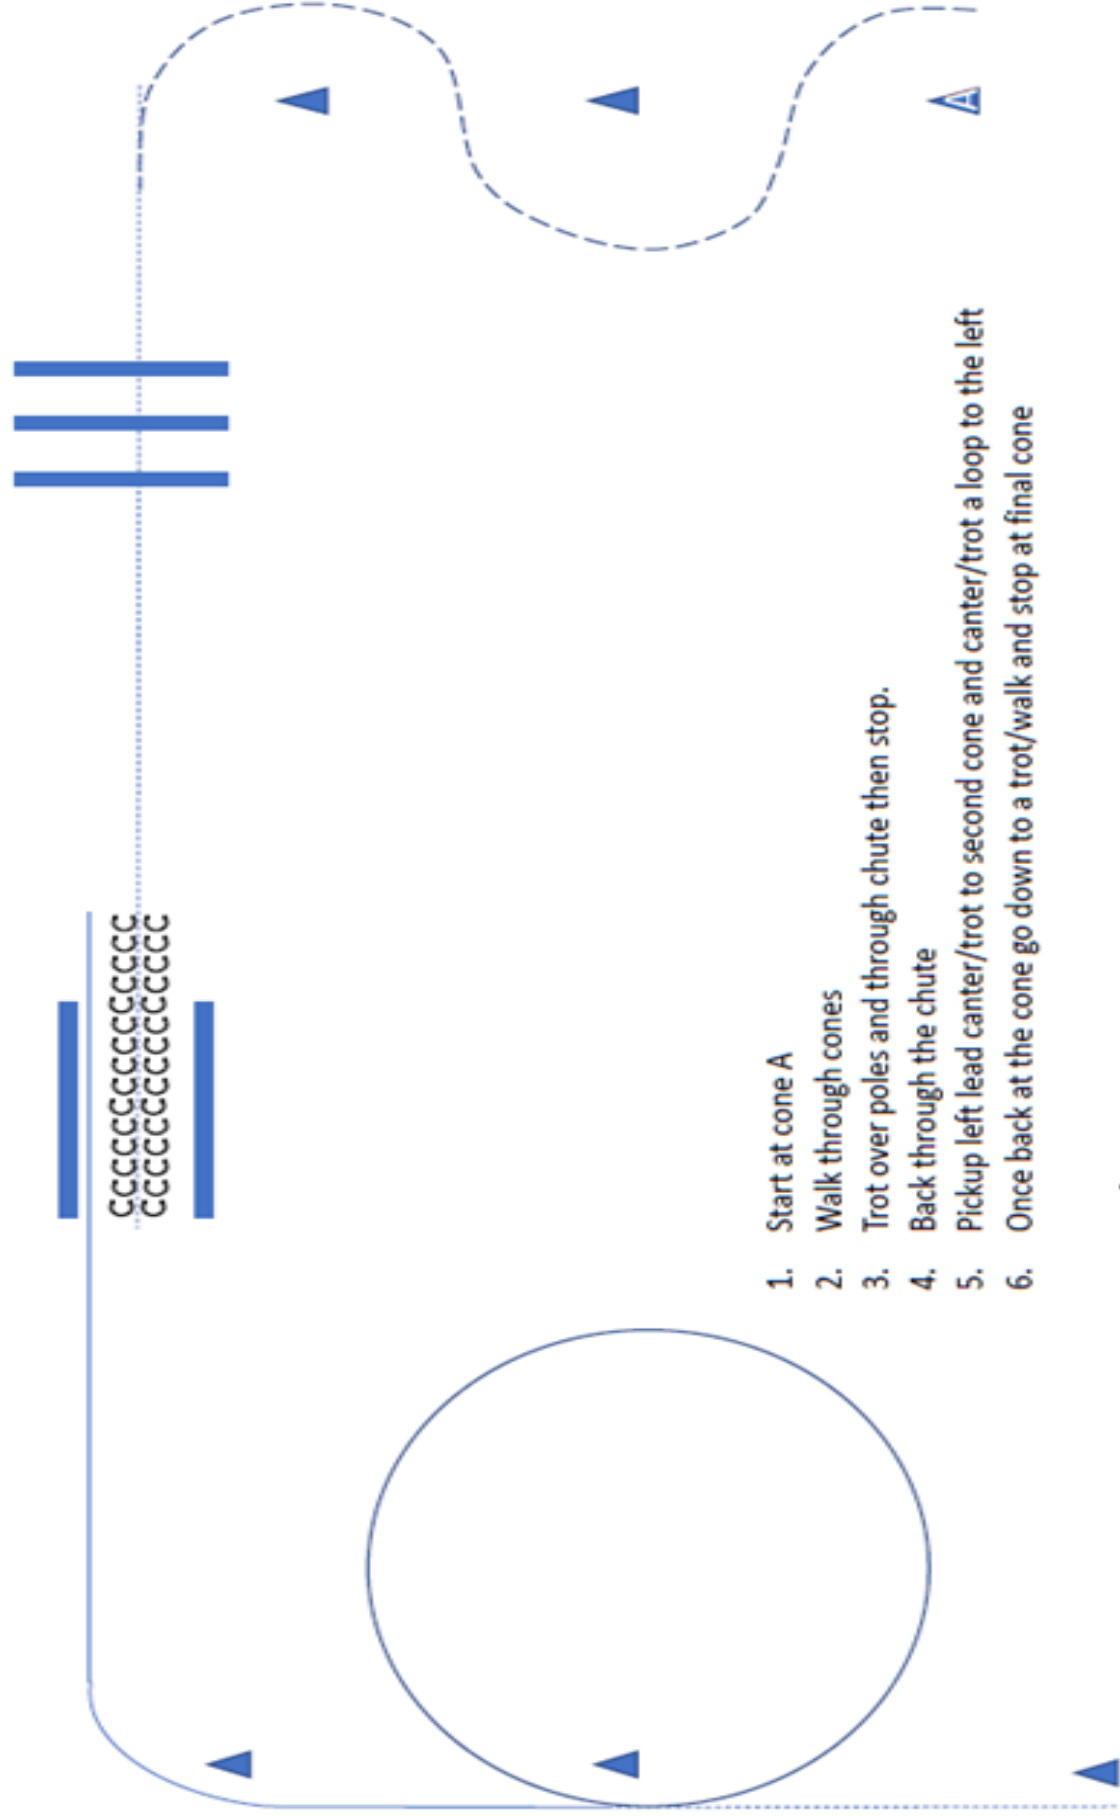 CCCCCCCCCCCCCCC
CCCCCCCCCCCCCCC
A
1. Start at cone A
2. Walk through cones
3. Trot over poles and through chute then stop.
4. Back through the chute
5. Pickup left lead canter/trot to second cone and canter/trot a loop to the left
6. Once back at the cone go down to a trot/walk and stop at final cone